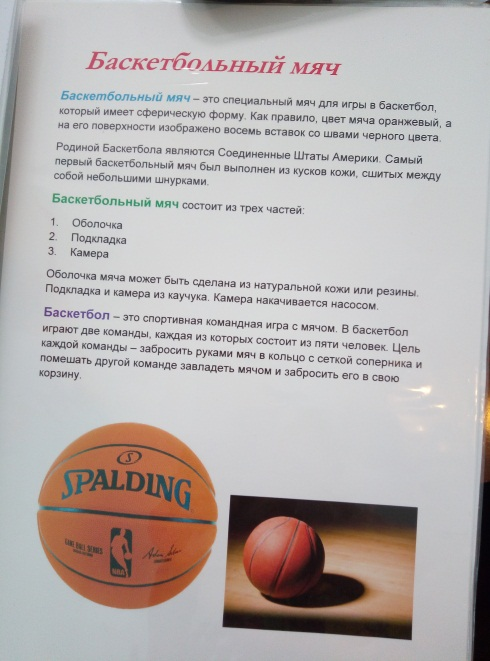 Баскетбольный мяч
Баскетбольный мяч – это специальный мяч для игры в баскетбол,
который имеет сферическую форму. Как правило, цвет мяча оранжевый, а
на его поверхности изображено восемь вставок со швами черного цвета.
Родиной Баскетбола являются Соединенные Штаты Америки. Самый
первый баскетбольный мяч был выполнен из кусков кожи, сшитых между
собой небольшими шнурками.
Баскетбольный мяч состоит из трех частей:
1. Оболочка
2. Подкладка
3. Камера
Оболочка мяча может быть сделана из натуральной кожи или резины.
Подкладка и камера из каучука. Камера накачивается насосом.
Баскетбол – это спортивная командная игра с мячом. В баскетбол
играют две команды, каждая из которых состоит из пяти человек. Цель
каждой команды – забросить руками мяч в кольцо с сеткой соперника и
помешать другой команде завладеть мячом и забросить его в свою
корзину.
S
SPALDING
GAME BALL SERIES
NBA